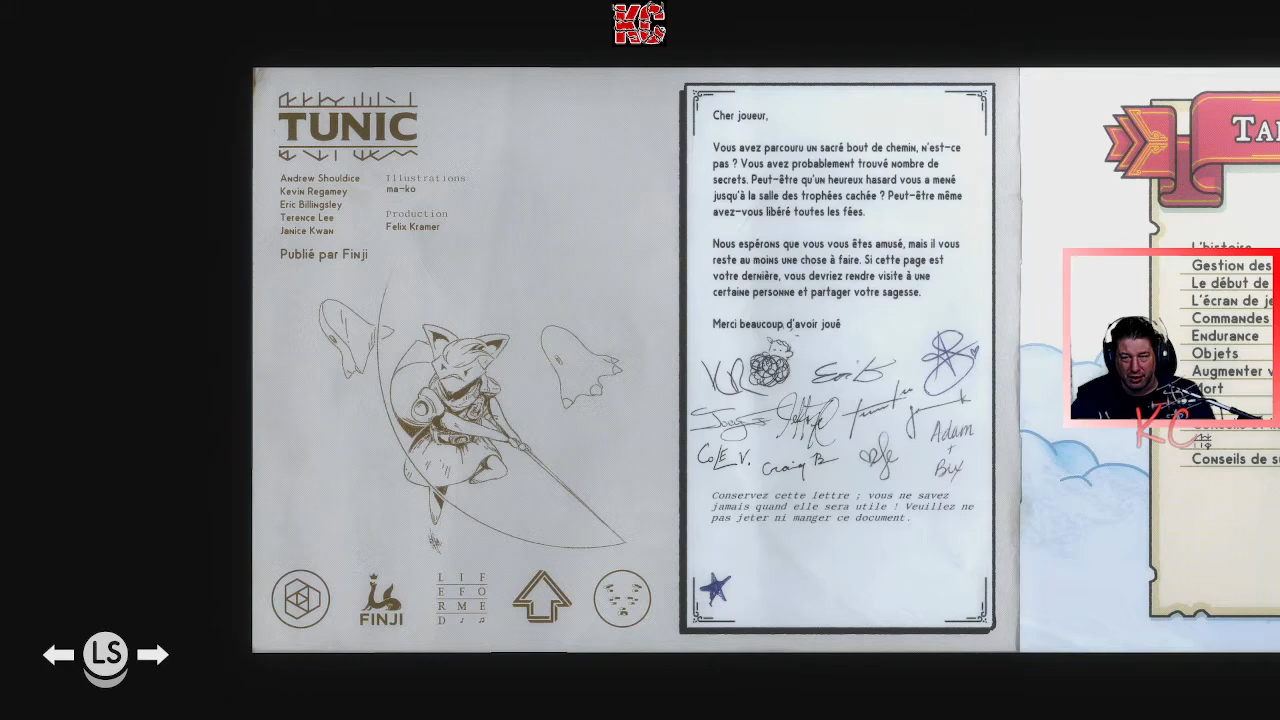 KC
TUNIC
Andrew Shouldice
Kevin Regamey
Eric Billingsley
Terence Lee
Janice Kwan
Illustrations
ma-ko
Production
Felix Kramer
Publié par Finji
FINJI
L I F
E F O
R M E
D
Cher joueur,
Vous avez parcouru un sacré bout de chemin, n'est-ce
pas ? Vous avez probablement trouvé nombre de
secrets. Peut-être qu'un heureux hasard vous a mené
jusqu'à la salle des trophées cachée ? Peut-être même
avez-vous libéré toutes les fées.
Nous espérons que vous vous êtes amusé, mais il vous
reste au moins une chose à faire. Si cette page est
votre dernière, vous devriez rendre visite à une
certaine personne et partager votre sagesse.
Merci beaucoup d'avoir joué
Adam
+
Bix
COLE V.
Craig B
Conservez cette lettre ; vous ne savez
jamais quand elle sera utile ! Veuillez ne
pas jeter ni manger ce document.
TA
L'histoire
Gestion des
Le début de
L'écran de je
Commandes
Endurance
Objets
Augmenter v
Mort
Conseils de su
KC
LS